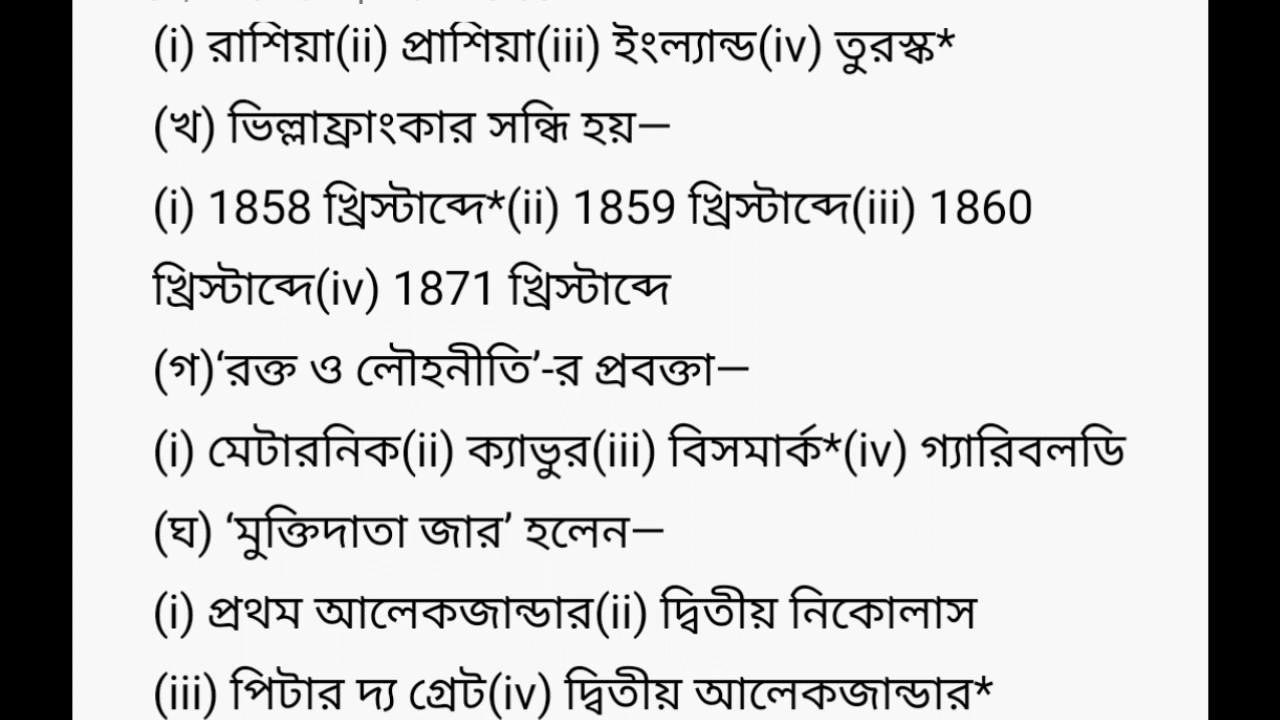 (i) রাশিয়া(ii) প্রাশিয়া(iii) ইংল্যান্ড(iv) তুরস্ক*
(খ) ভিল্লাফ্রাংকার সন্ধি হয়—
(i) 1858 খ্রিস্টাব্দে*(ii) 1859 খ্রিস্টাব্দে(iii) 1860
খ্রিস্টাব্দে(iv) 1871 খ্রিস্টাব্দে
(গ)‘রক্ত ও লৌহনীতি’-র প্রবক্তা—
(i) মেটারনিক(ii) ক্যাভুর(iii) বিসমার্ক*(iv) গ্যারিবলডি
(ঘ) ‘মুক্তিদাতা জার’ হলেন—
(i) প্রথম আলেকজান্ডার(ii) দ্বিতীয় নিকোলাস
(iii) পিটার দ্য গ্রেট(iv) দ্বিতীয় আলেকজান্ডার*